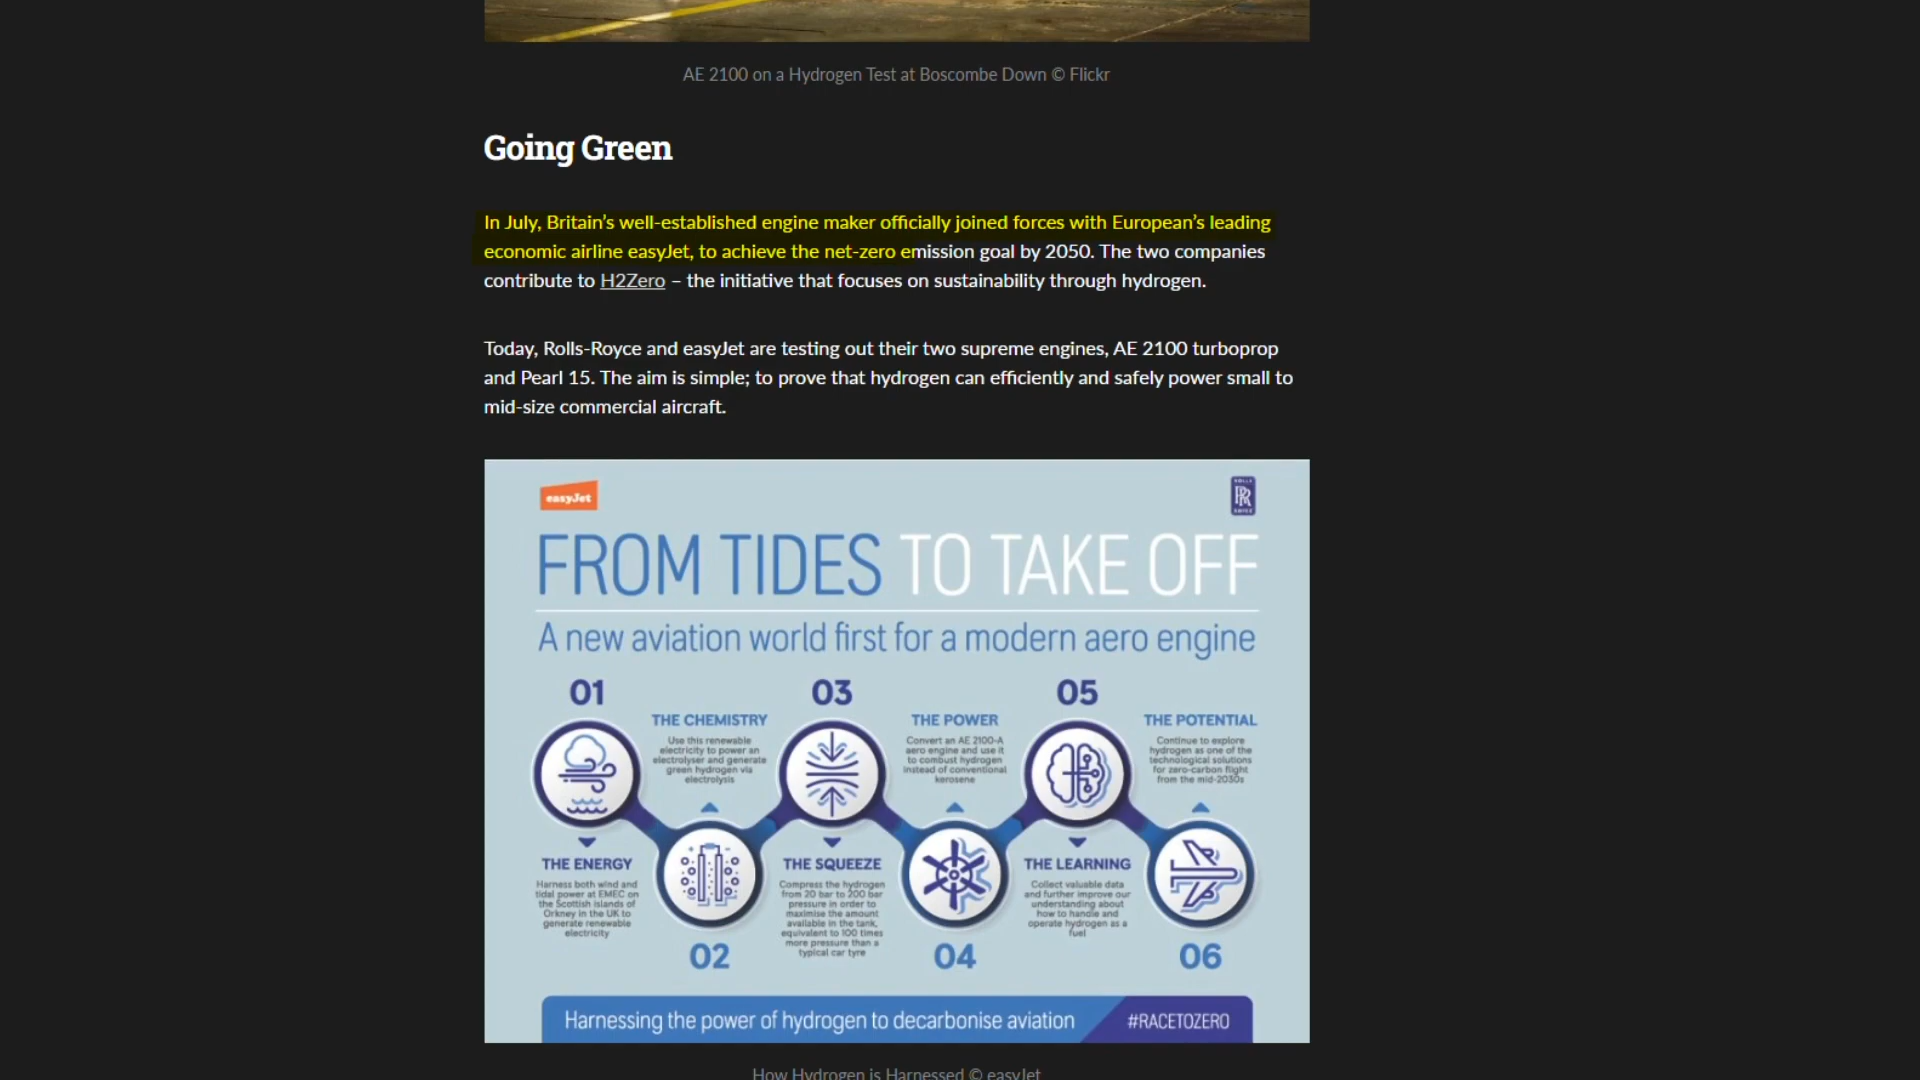 AE 2100 on a Hydrogen Test at Boscombe Down © Flickr
Going Green
In July, Britain's well-established engine maker officially joined forces with European's leading
economic airline easyJet, to achieve the net-zero emission goal by 2050. The two companies
contribute to H2Zero – the initiative that focuses on sustainability through hydrogen.
Today, Rolls-Royce and easyJet are testing out their two supreme engines, AE 2100 turboprop
and Pearl 15. The aim is simple; to prove that hydrogen can efficiently and safely power small to
mid-size commercial aircraft.
easyJet
ROLLS
RR
ROYCE
FROM TIDES TO TAKE OFF
A new aviation world first for a modern aero engine
01
THE ENERGY
Harness both wind and
tidal power at EMEC on
the Scottish islands of
Orkney in the UK to
generate renewable
electricity
THE CHEMISTRY
Use this renewable
electricity to power an
electrolyser and generate
green hydrogen via
electrolysis
02
03
THE SQUEEZE
Compress the hydrogen
from 20 bar to 200 bar
pressure in order to
maximise the amount
available in the tank,
equivalent to 100 times
more pressure than a
typical car tyre
THE POWER
Convert an AE 2100-A
aero engine and use it
to combust hydrogen
instead of conventional
kerosene
04
05
THE LEARNING
Collect valuable data
and further improve our
understanding about
how to handle and
operate hydrogen as a
fuel
THE POTENTIAL
Continue to explore
hydrogen as one of the
technological solutions
for zero-carbon flight
from the mid-2030s
06
Harnessing the power of hydrogen to decarbonise aviation
#RACETOZERO
How Hydrogen is Harnessed © easyJet